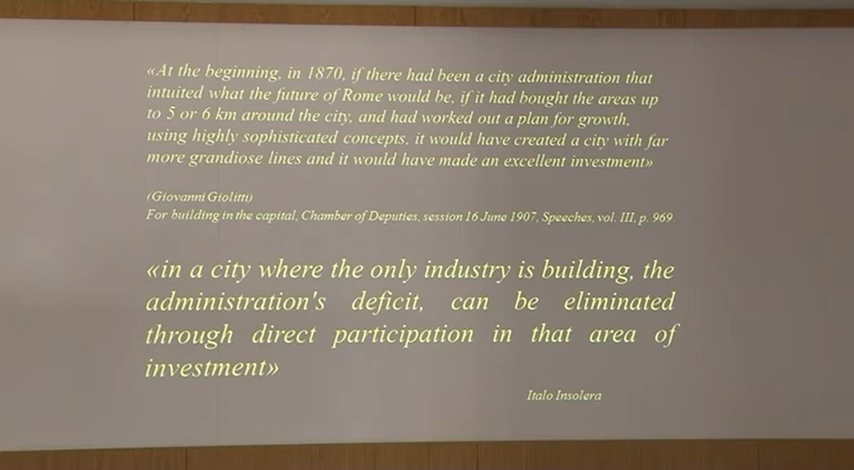 «At the beginning, in 1870, if there had been a city administration that
intuited what the future of Rome would be, if it had bought the areas up
to 5 or 6 km around the city, and had worked out a plan for growth,
using highly sophisticated concepts, it would have created a city with far
more grandiose lines and it would have made an excellent investment»
(Giovanni Giolitti)
For building in the capital, Chamber of Deputies, session 16 June 1907, Speeches, vol. III, p. 969
«in a city where the only industry is building, the
administration's deficit, can be eliminated
through direct participation in that area of
investment»
Italo Insolera